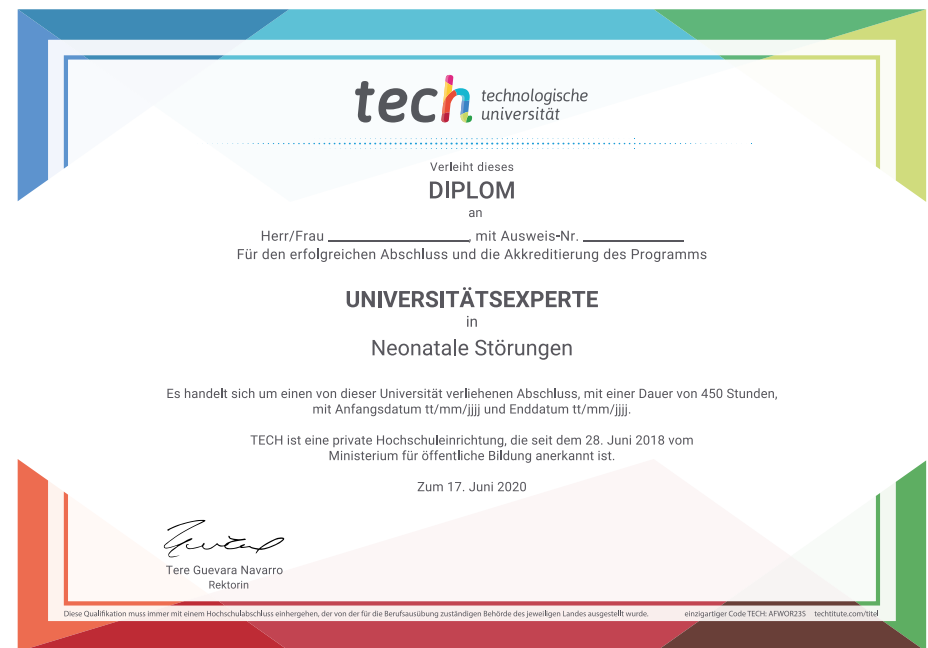 tech technologische
universität
Verleiht dieses
DIPLOM
an
Herr/Frau ____________________, mit Ausweis-Nr. ______________
Für den erfolgreichen Abschluss und die Akkreditierung des Programms
UNIVERSITÄTSEXPERTE
in
Neonatale Störungen
Es handelt sich um einen von dieser Universität verliehenen Abschluss, mit einer Dauer von 450 Stunden,
mit Anfangsdatum tt/mm/jjjj und Enddatum tt/mm/jjjj.
TECH ist eine private Hochschuleinrichtung, die seit dem 28. Juni 2018 vom
Ministerium für öffentliche Bildung anerkannt ist.
Zum 17. Juni 2020
Tere Guevara Navarro
Rektorin
Diese Qualifikation muss immer mit einem Hochschulabschluss einhergehen, der von der für die Berufsausübung zuständigen Behörde des jeweiligen Landes ausgestellt wurde. einzigartiger Code TECH: AFWOR23S techtitute.com/titel